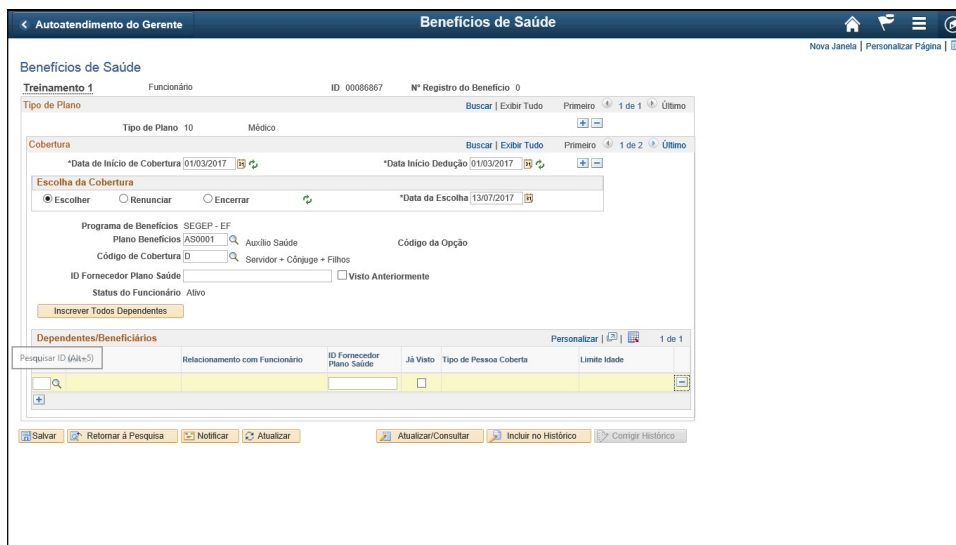 Autoatendimento do Gerente Benefícios de Saúde
Nova Janela | Personalizar Página |
Benefícios de Saúde
Treinamento 1 Funcionário ID 00086867 Nº Registro do Benefício 0
Tipo de Plano Buscar | Exibir Tudo Primeiro 1 de 1 Último
Tipo de Plano 10 Médico
Cobertura Buscar | Exibir Tudo Primeiro 1 de 2 Último
*Data de Início de Cobertura 01/03/2017 *Data Início Dedução 01/03/2017
Escolha da Cobertura
Escolher Renunciar Encerrar *Data da Escolha 13/07/2017
Programa de Benefícios SEGEP - EF
Plano Benefícios AS0001 Auxílio Saúde Código da Opção
Código de Cobertura D Servidor + Cônjuge + Filhos
ID Fornecedor Plano Saúde Visto Anteriormente
Status do Funcionário Ativo
Inscrever Todos Dependentes
Dependentes/Beneficiários Personalizar | | 1 de 1
Pesquisar ID (Alt+5) Relacionamento com Funcionário ID Fornecedor Plano Saúde Já Visto Tipo de Pessoa Coberta Limite Idade
Salvar Retornar à Pesquisa Notificar Atualizar Atualizar/Consultar Incluir no Histórico Corrigir Histórico